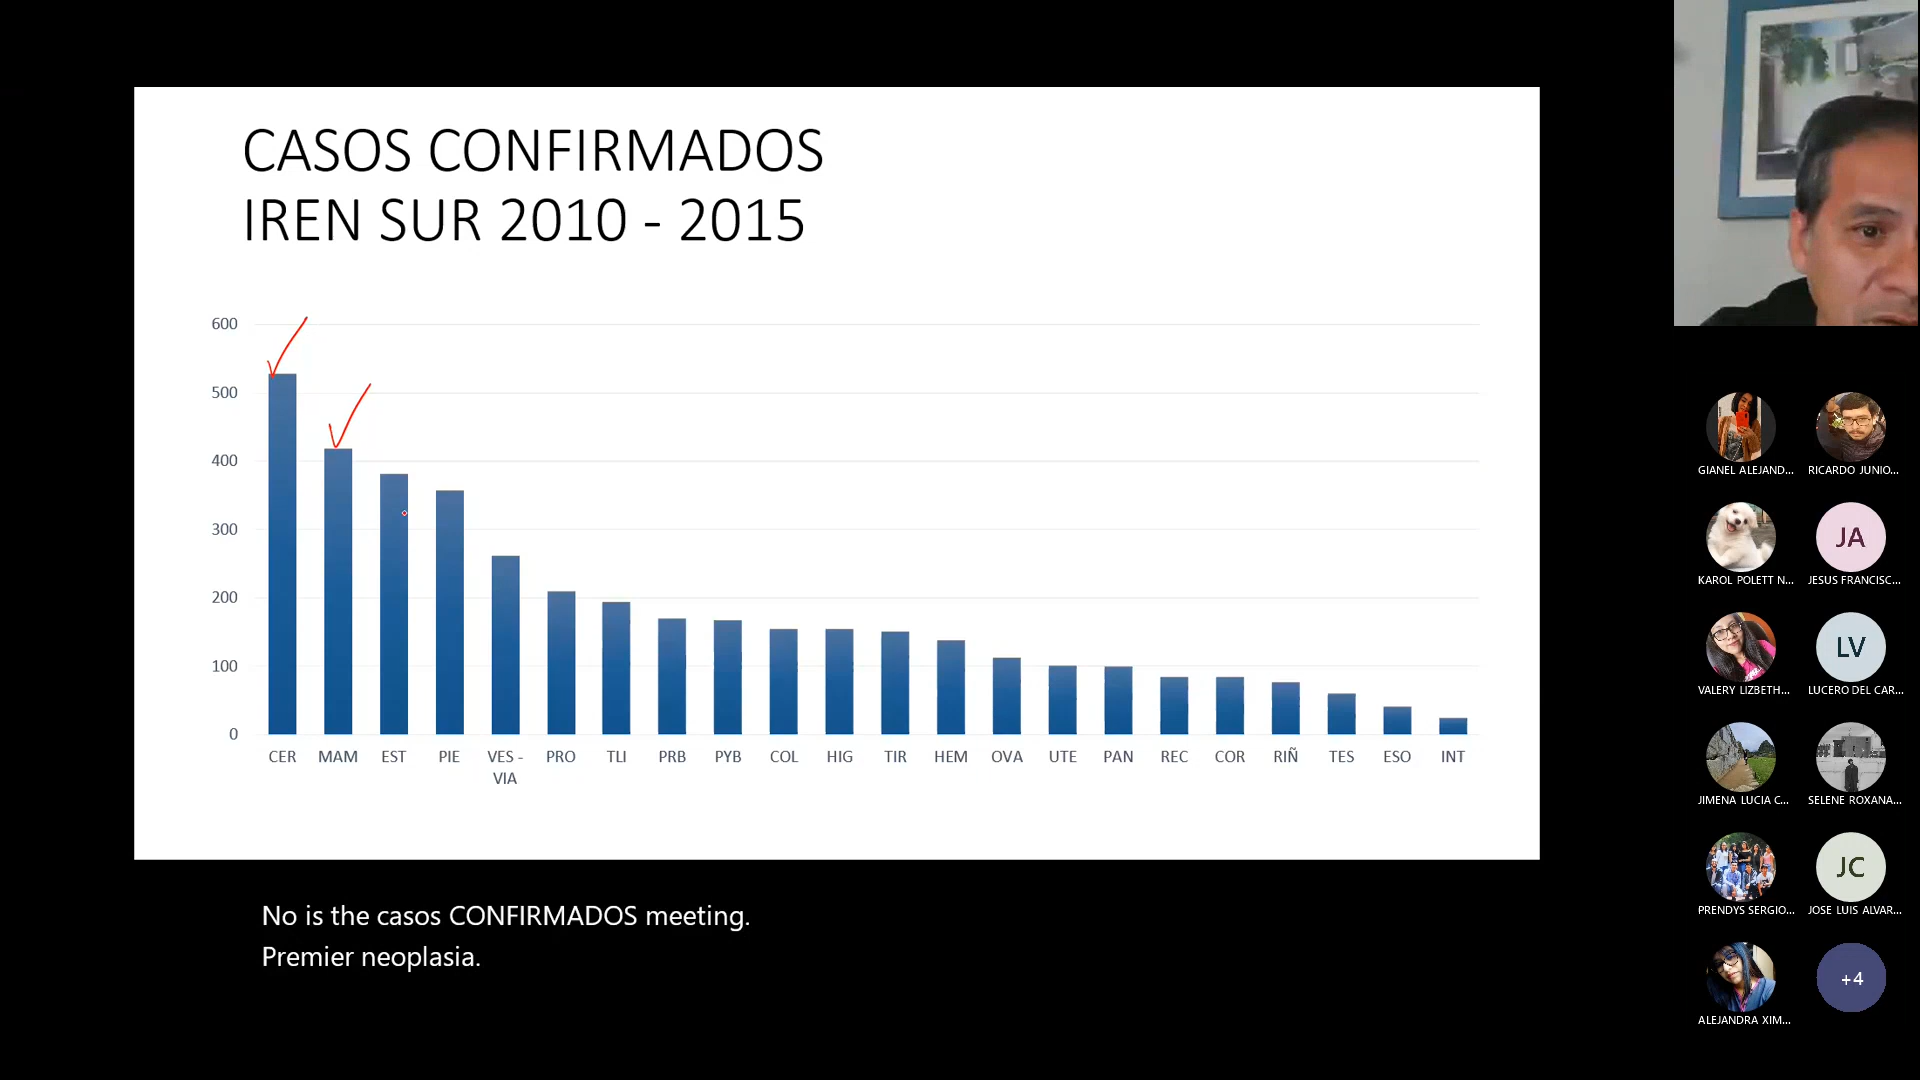 CASOS CONFIRMADOS
IREN SUR 2010 - 2015
600
500
400
300
200
100
0
CER MAM EST PIE VES - VIA PRO TLI PRB PYB COL HIG TIR HEM OVA UTE PAN REC COR RIÑ TES ESO INT
No is the casos CONFIRMADOS meeting.
Premier neoplasia.
GIANEL ALEJAND...
RICARDO JUNIO...
JA
KAROL POLETT N...
JESUS FRANCISC...
LV
VALERY LIZBETH...
LUCERO DEL CAR...
JIMENA LUCIA C...
SELENE ROXANA...
JC
PRENDYS SERGIO...
JOSE LUIS ALVAR...
+4
ALEJANDRA XIM...